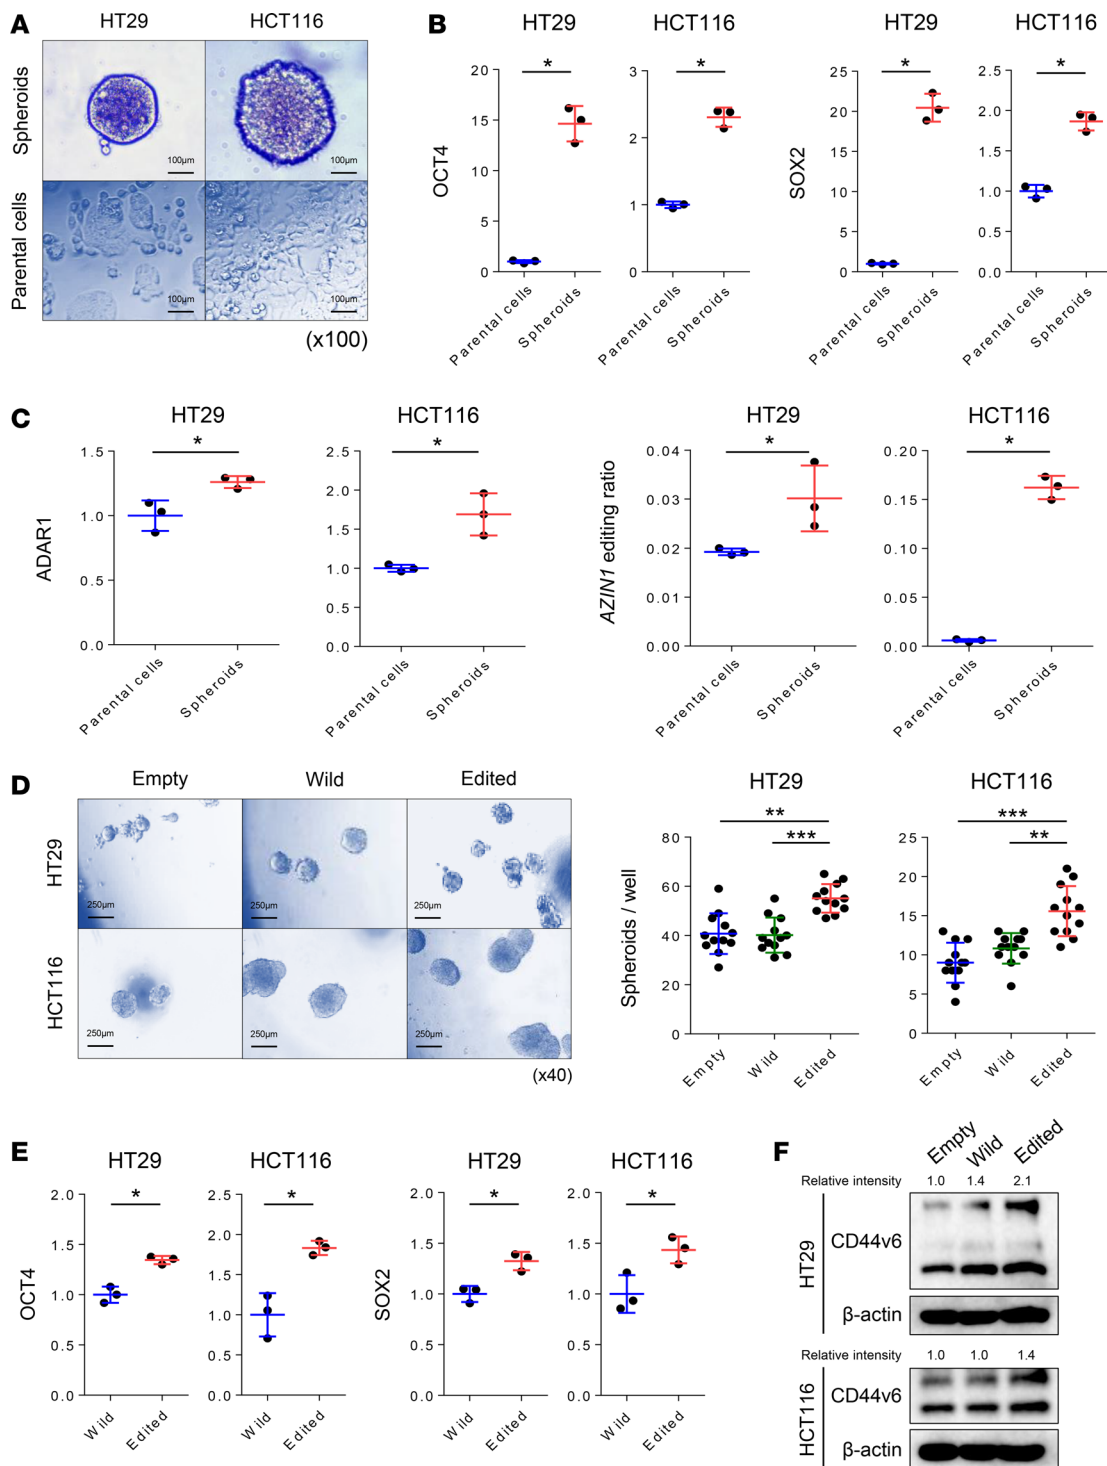 A
HT29
HCT116
Spheroids
100µm
100µm
Parental cells
100µm
100µm
(x100)
B
HT29
HCT116
HT29
HCT116
OCT4
20
15
10
5
0
*
Parental cells
Spheroids
3
2
1
0
*
Parental cells
Spheroids
SOX2
25
20
15
10
5
0
*
Parental cells
Spheroids
2.5
2.0
1.5
1.0
0.5
0.0
*
Parental cells
Spheroids
C
HT29
HCT116
HT29
HCT116
ADAR1
1.5
1.0
0.5
0.0
*
Parental cells
Spheroids
2.5
2.0
1.5
1.0
0.5
0.0
*
Parental cells
Spheroids
AZIN1 editing ratio
0.04
0.03
0.02
0.01
0.00
*
Parental cells
Spheroids
0.20
0.15
0.10
0.05
0.00
*
Parental cells
Spheroids
D
Empty
Wild
Edited
HT29
250µm
250µm
250µm
HCT116
250µm
250µm
250µm
(x40)
HT29
HCT116
Spheroids / well
80
60
40
20
0
**
***
Empty
Wild
Edited
25
20
15
10
5
0
***
**
Empty
Wild
Edited
E
HT29
HCT116
HT29
HCT116
OCT4
2.0
1.5
1.0
0.5
0.0
*
Wild
Edited
2.5
2.0
1.5
1.0
0.5
0.0
*
Wild
Edited
SOX2
2.0
1.5
1.0
0.5
0.0
*
Wild
Edited
2.0
1.5
1.0
0.5
0.0
*
Wild
Edited
F
Empty
Wild
Edited
Relative intensity 1.0 1.4 2.1
HT29
CD44v6
β-actin
Relative intensity 1.0 1.0 1.4
HCT116
CD44v6
β-actin